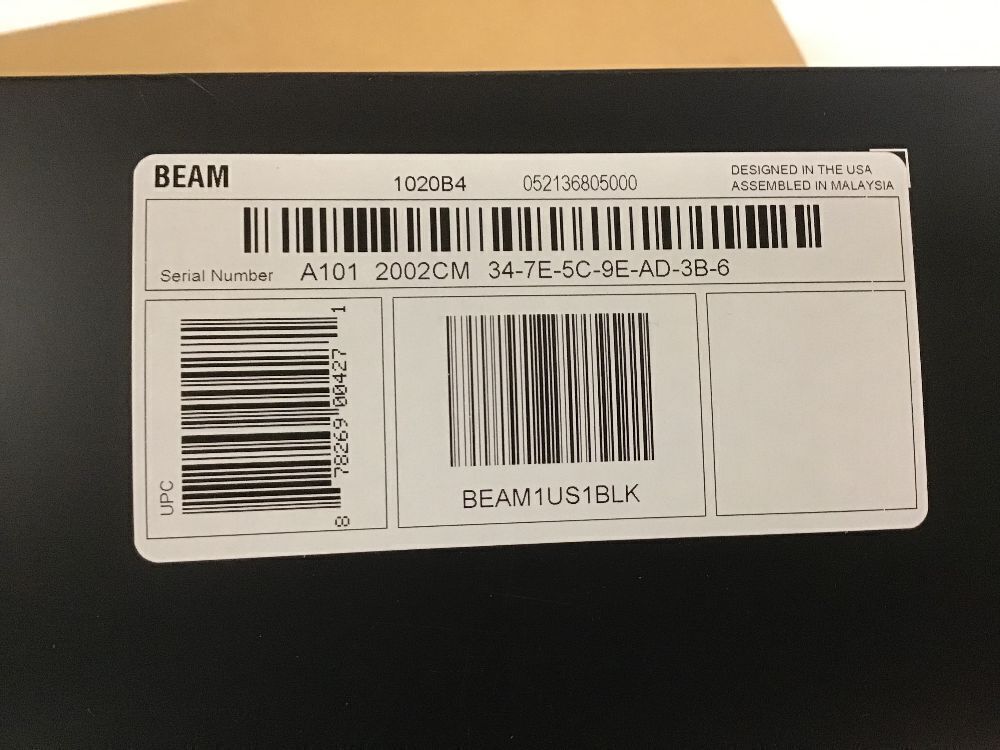 BEAM
1020B4 052136805000
DESIGNED IN THE USA
ASSEMBLED IN MALAYSIA
Serial Number A101 2002CM 34-7E-5C-9E-AD-3B-6
UPC
8 78269 00427 1
BEAM1US1BLK